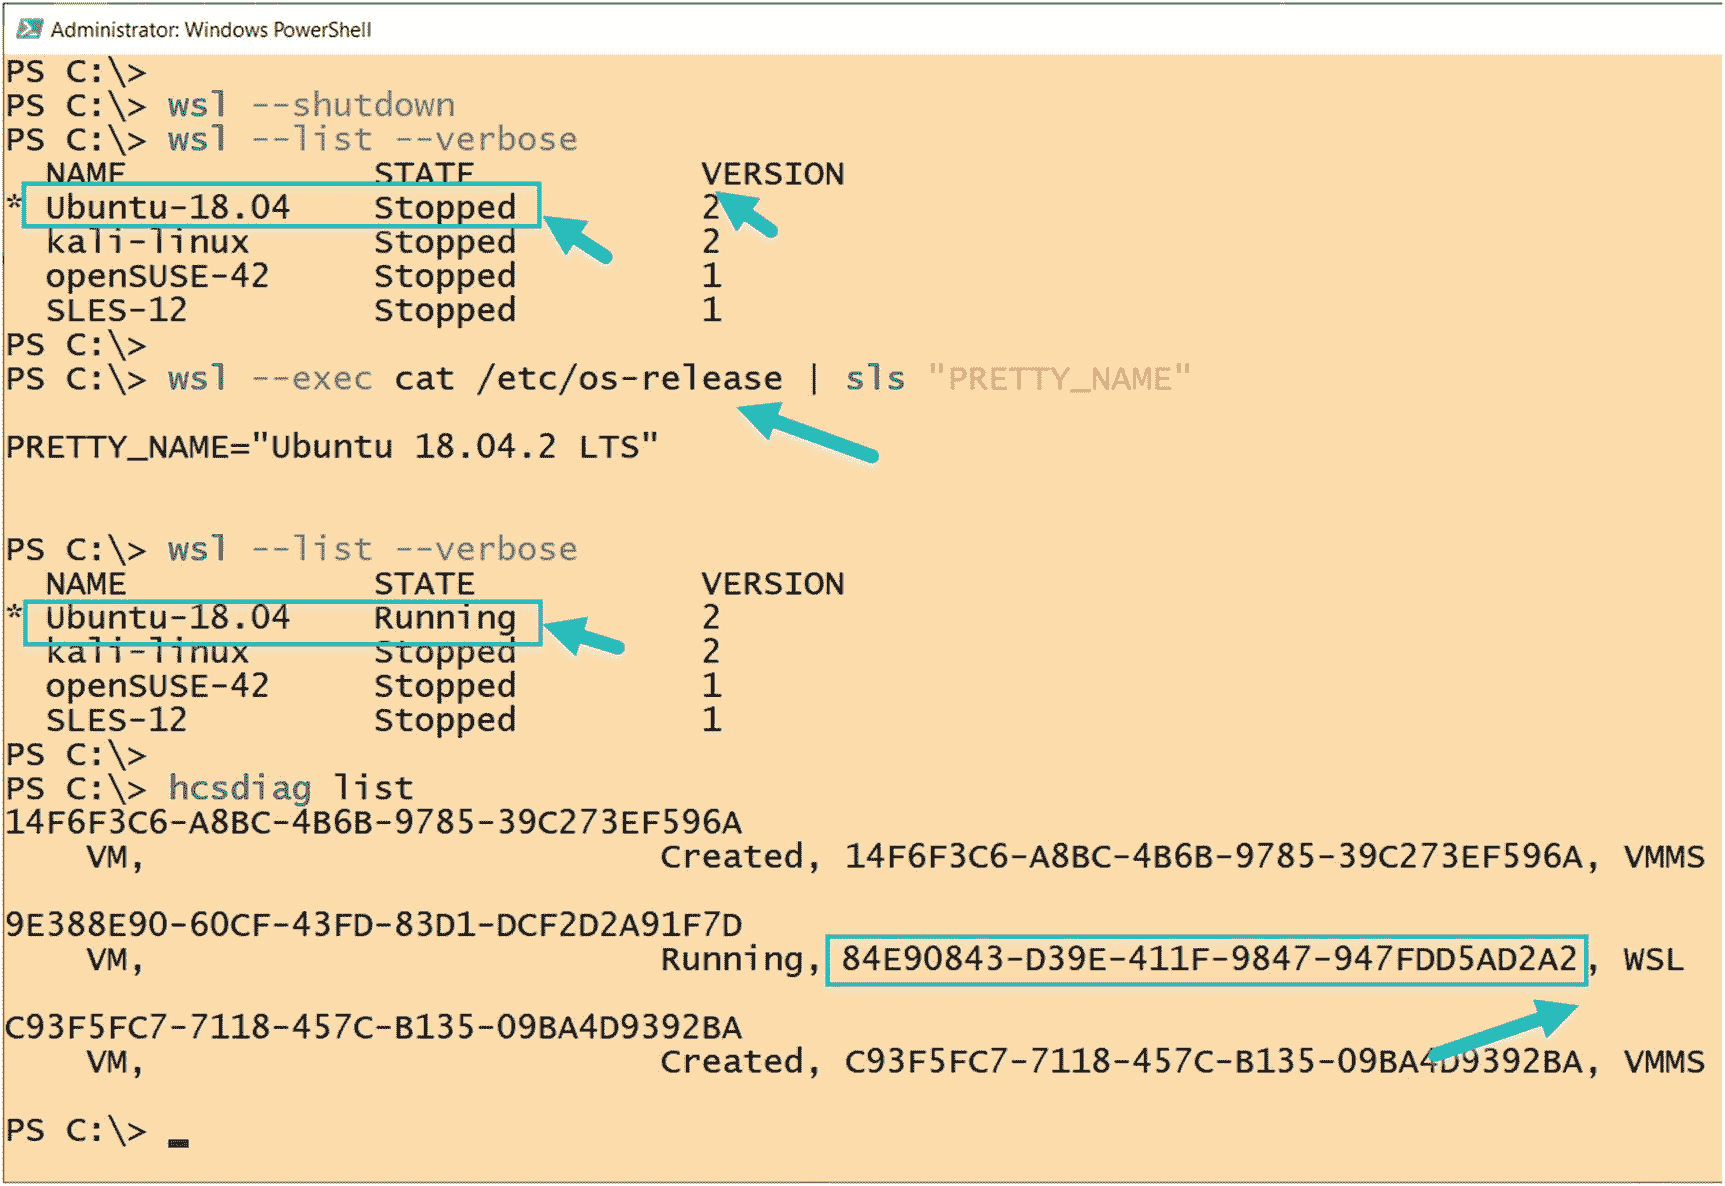 Administrator: Windows PowerShell
PS C:\>
PS C:\> wsl --shutdown
PS C:\> wsl --list --verbose
  NAME            STATE           VERSION
* Ubuntu-18.04    Stopped         2
  kali-linux      Stopped         2
  openSUSE-42     Stopped         1
  SLES-12         Stopped         1
PS C:\>
PS C:\> wsl --exec cat /etc/os-release | sls "PRETTY_NAME"
PRETTY_NAME="Ubuntu 18.04.2 LTS"
PS C:\> wsl --list --verbose
  NAME            STATE           VERSION
* Ubuntu-18.04    Running         2
  kali-linux      Stopped         2
  openSUSE-42     Stopped         1
  SLES-12         Stopped         1
PS C:\>
PS C:\> hcsdiag list
14F6F3C6-A8BC-4B6B-9785-39C273EF596A
    VM,                         Created, 14F6F3C6-A8BC-4B6B-9785-39C273EF596A, VMMS
9E388E90-60CF-43FD-83D1-DCF2D2A91F7D
    VM,                         Running, 84E90843-D39E-411F-9847-947FDD5AD2A2, WSL
C93F5FC7-7118-457C-B135-09BA4D9392BA
    VM,                         Created, C93F5FC7-7118-457C-B135-09BA4D9392BA, VMMS
PS C:\>